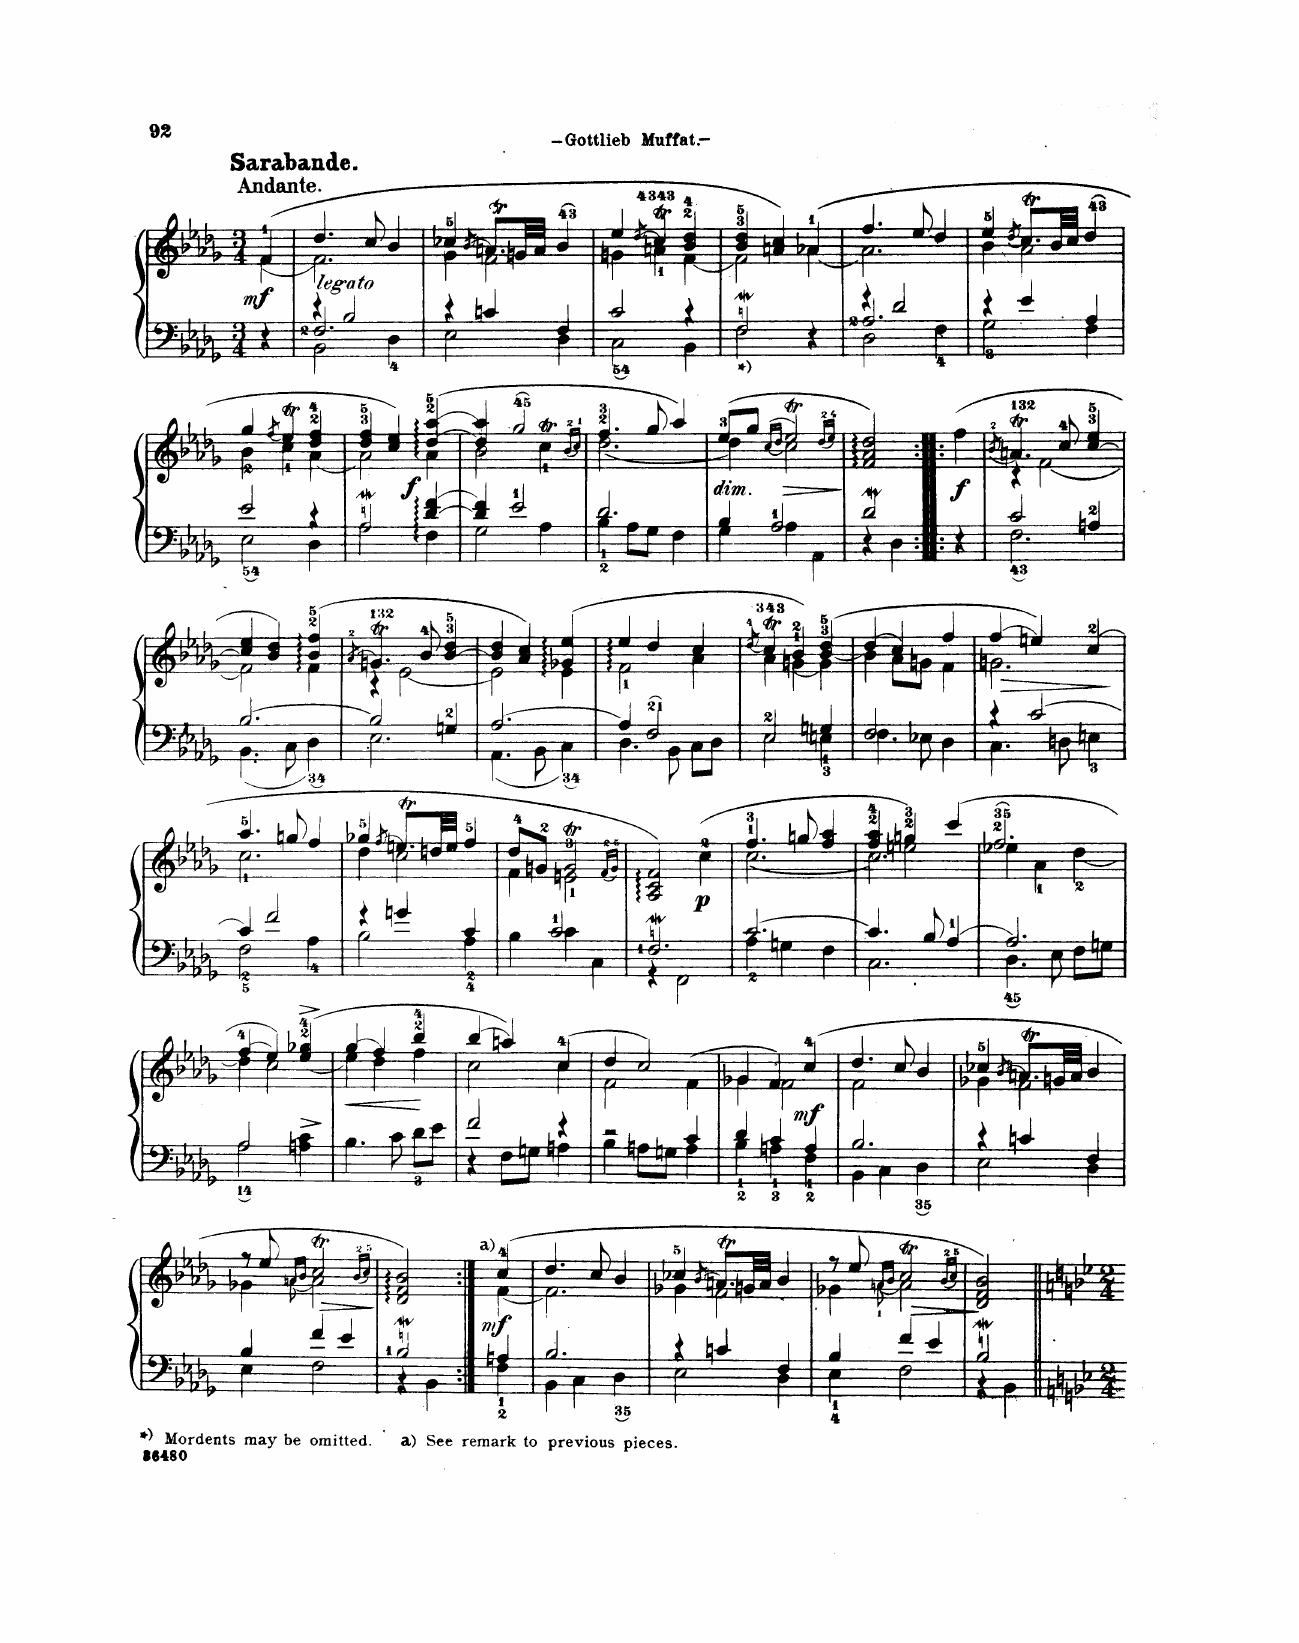 92
—Gottlieb Muffat.—
Sarabande.
Andante.
mf
legato
*)
f
dim.
f
p
mf
a)
mf
*) Mordents may be omitted. a) See remark to previous pieces.
36480